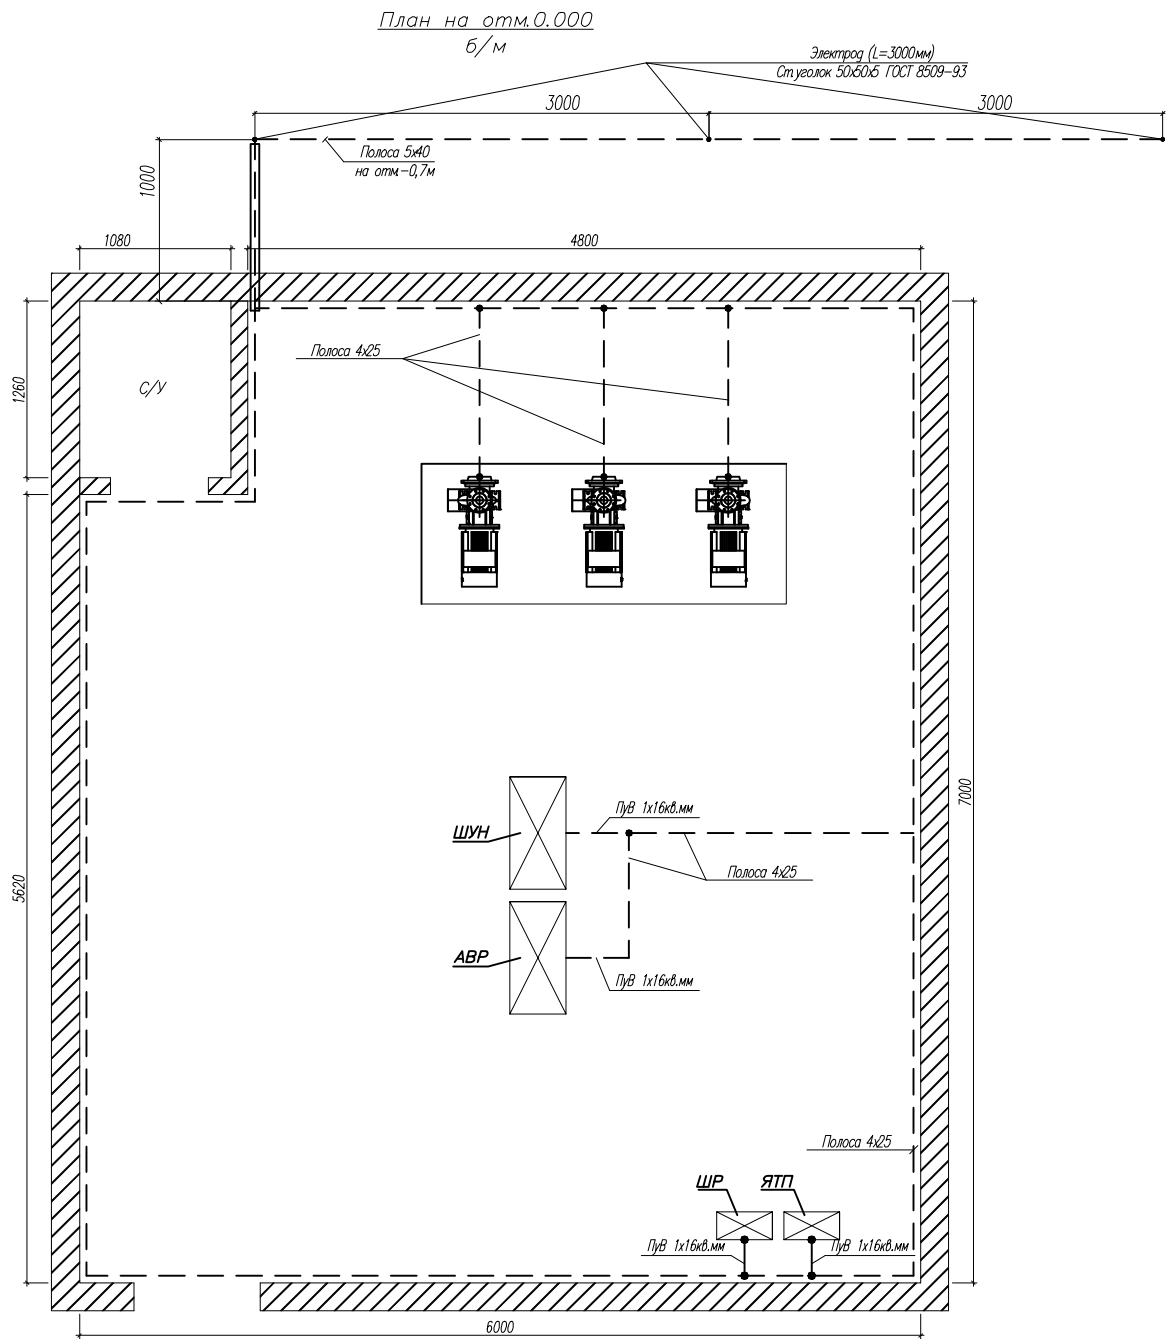 План на отм.0.000
б/м
Электрод (L=3000мм)
Ст.уголок 50х50х5 ГОСТ 8509-93
3000
3000
Полоса 5х40
на отм.-0,7м
1000
1080
4800
Полоса 4х25
1260
С/У
7000
ПуВ 1х16кв.мм
ШУН
Полоса 4х25
5620
АВР
ПуВ 1х16кв.мм
Полоса 4х25
ШР
ЯТП
ПуВ 1х16кв.мм
ПуВ 1х16кв.мм
6000